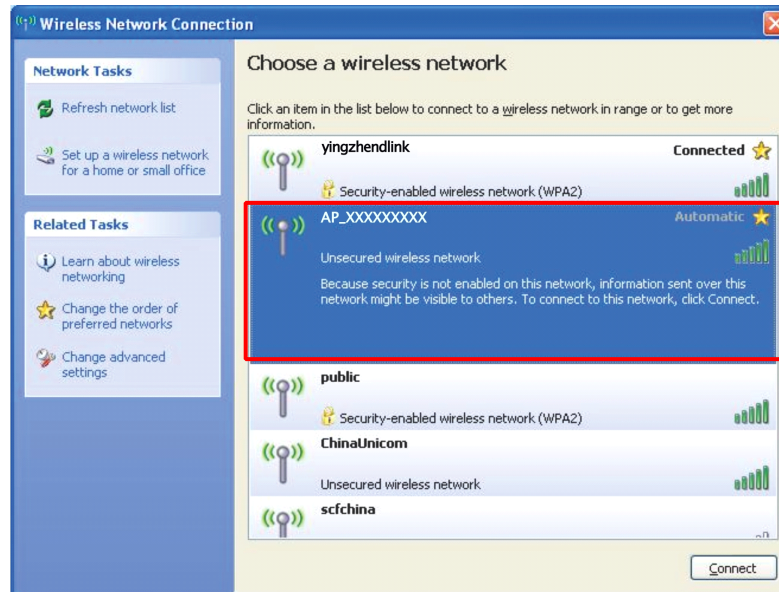 Wireless Network Connection
Network Tasks
Refresh network list
Set up a wireless network
for a home or small office
Related Tasks
Learn about wireless
networking
Change the order of
preferred networks
Change advanced
settings
Choose a wireless network
Click an item in the list below to connect to a wireless network in range or to get more
information.
yingzhendlink
Connected
Security-enabled wireless network (WPA2)
AP_XXXXXXXXX
Automatic
Unsecured wireless network
Because security is not enabled on this network, information sent over this
network might be visible to others. To connect to this network, click Connect.
public
Security-enabled wireless network (WPA2)
ChinaUnicom
Unsecured wireless network
scfchina
Connect